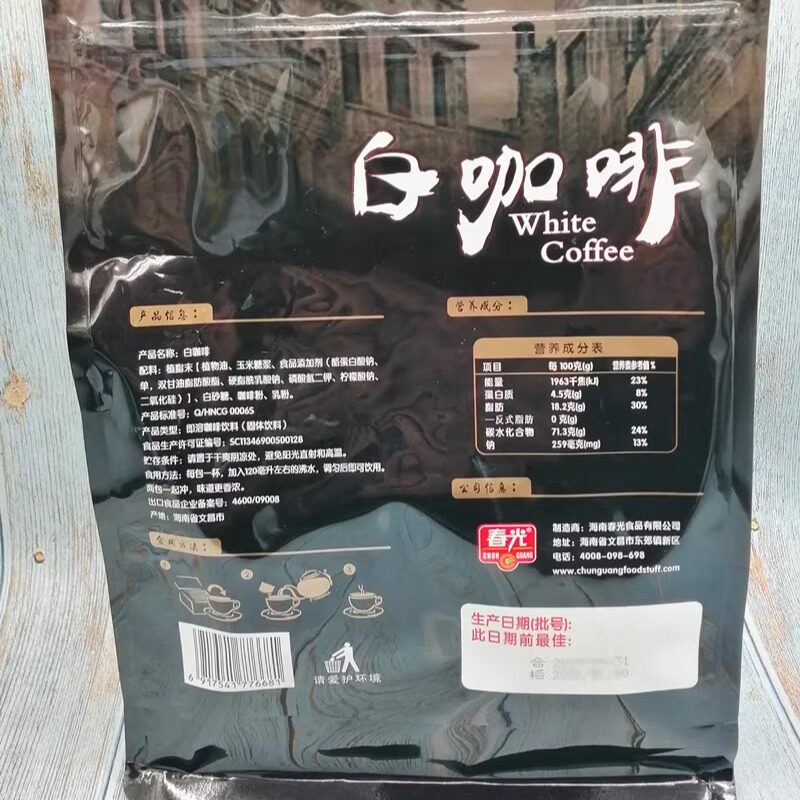 白咖啡
White
Coffee
产品信息：
产品名称：白咖啡
配料：植脂末［植物油、玉米糖浆、食品添加剂（酪蛋白酸钠、
单，双甘油脂肪酸酯、硬脂酰乳酸钠、磷酸氢二钾、柠檬酸钠、
二氧化硅）］、白砂糖、咖啡粉、乳粉。
产品标准号：Q/HNCG 0006S
产品类型：即溶咖啡饮料（固体饮料）
食品生产许可证编号：SC11346900500128
贮存条件：请置于干爽阴凉处，避免阳光直射和高温。
食用方法：每包一杯，加入120毫升左右的沸水，调匀后即可饮用。
两包一起冲，味道更香浓。
出口食品企业备案号：4600/09008
产地：海南省文昌市
食用方法：
1 2 3
6 917541 776681
请爱护环境
营养成分：
营养成分表
项目 每 100克(g) 营养素参考值%
能量 1963千焦(kJ) 23%
蛋白质 4.5克(g) 8%
脂肪 18.2克(g) 30%
—反式脂肪 0 克(g)
碳水化合物 71.3克(g) 24%
钠 259毫克(mg) 13%
公司信息：
春光
CHUN GUANG
制造商：海南春光食品有限公司
地址：海南省文昌市东郊镇新区
电话：4008-098-698
www.chunguangfoodstuff.com
生产日期(批号):
此日期前最佳:
合
格